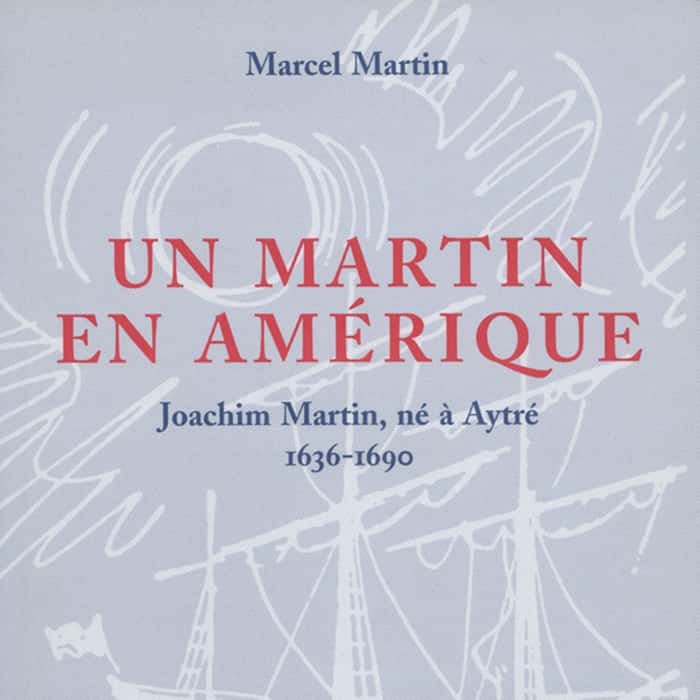 Marcel Martin
UN MARTIN
EN AMÉRIQUE
Joachim Martin, né à Aytré
1636-1690